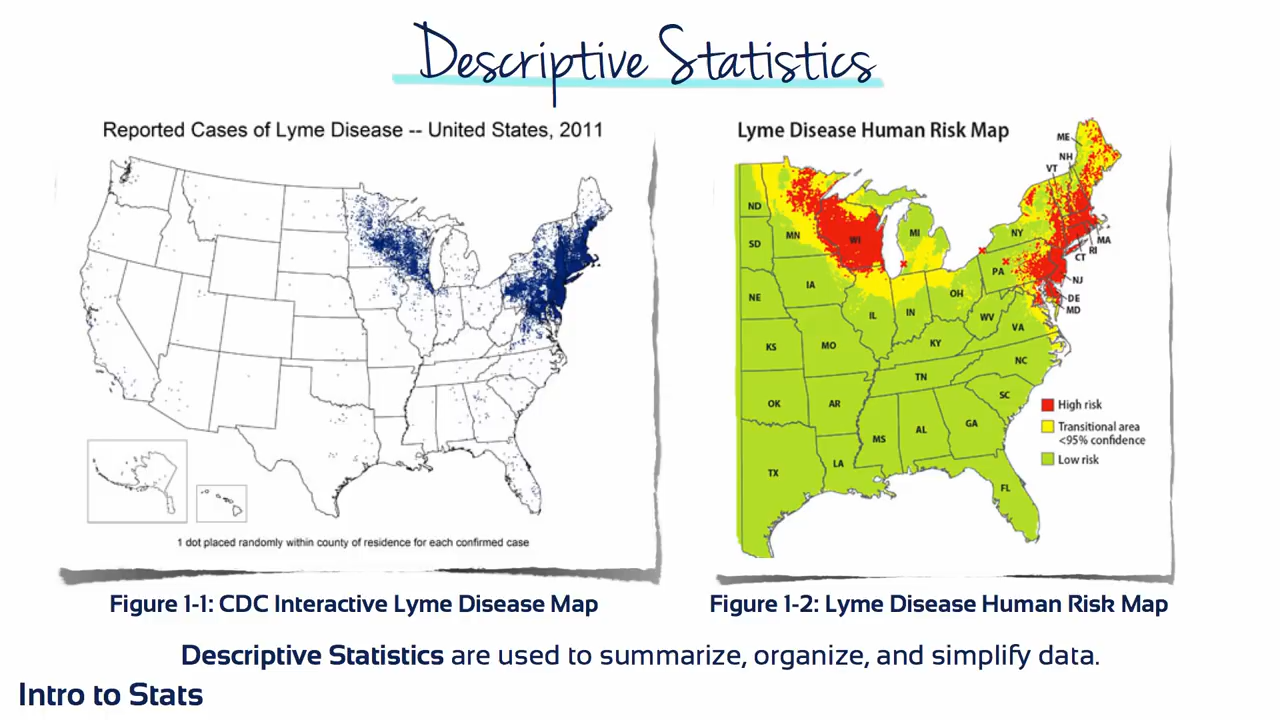 Descriptive Statistics
Reported Cases of Lyme Disease -- United States, 2011
1 dot placed randomly within county of residence for each confirmed case
Figure 1-1: CDC Interactive Lyme Disease Map
Lyme Disease Human Risk Map
ME
NH
VT
ND
MN
WI
MI
NY
MA
SD
RI
CT
PA
NJ
IA
NE
OH
DE
MD
IL
IN
WV
VA
KS
MO
KY
NC
TN
SC
OK
AR
GA
MS
AL
LA
TX
FL
High risk
Transitional area
<95% confidence
Low risk
Figure 1-2: Lyme Disease Human Risk Map
Descriptive Statistics are used to summarize, organize, and simplify data.
Intro to Stats